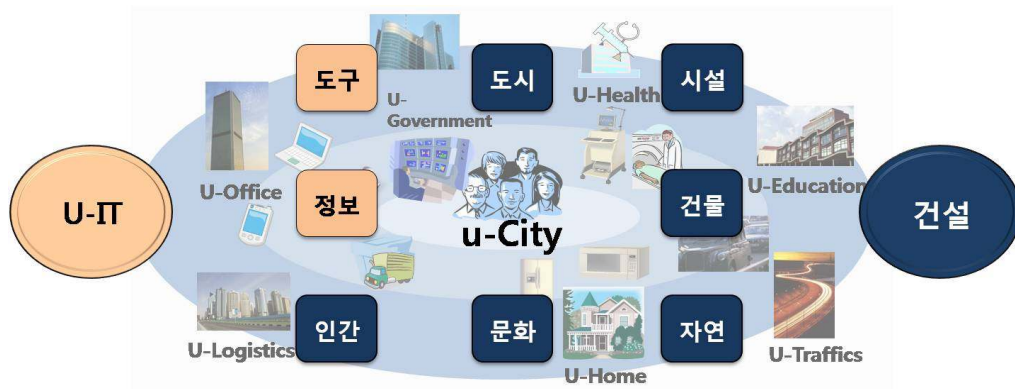 도구
도시
시설
U-
Government
U-Health
U-IT
U-Office
정보
건물
U-Education
건설
u-City
인간
문화
자연
U-Logistics
U-Home
U-Traffics